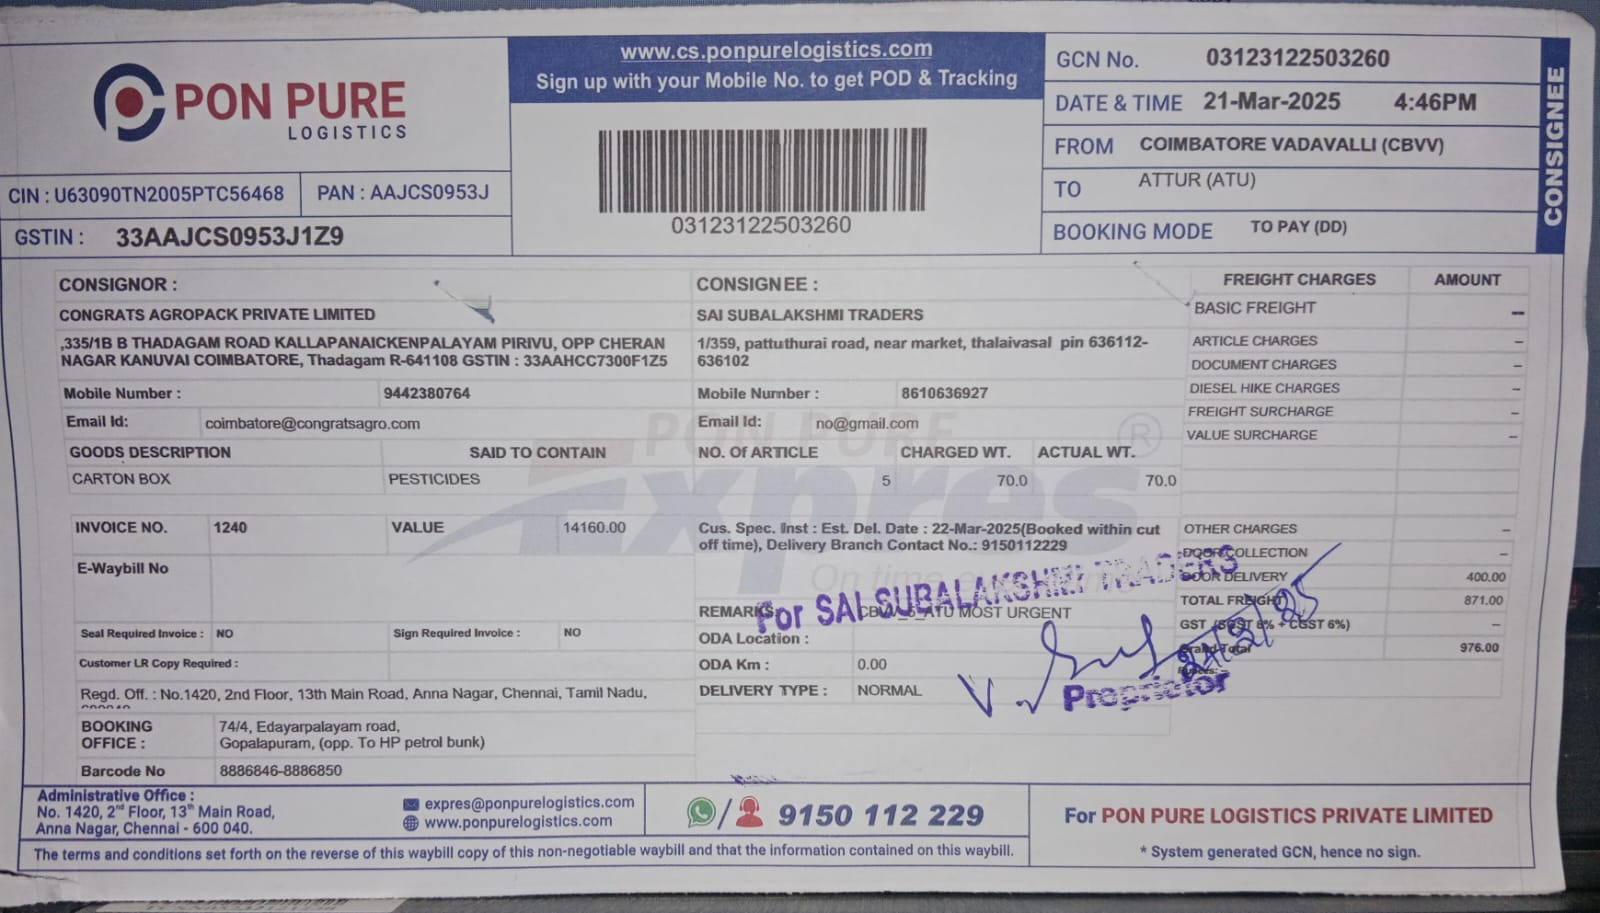 PON PURE
LOGISTICS
CIN : U63090TN2005PTC56468
PAN : AAJCS0953J
GSTIN : 33AAJCS0953J1Z9
www.cs.ponpurelogistics.com
Sign up with your Mobile No. to get POD & Tracking
03123122503260
GCN No. 03123122503260
DATE & TIME 21-Mar-2025 4:46PM
FROM COIMBATORE VADAVALLI (CBVV)
TO ATTUR (ATU)
BOOKING MODE TO PAY (DD)
CONSIGNEE
CONSIGNOR :
CONGRATS AGROPACK PRIVATE LIMITED
,335/1B B THADAGAM ROAD KALLAPANAICKENPALAYAM PIRIVU, OPP CHERAN
NAGAR KANUVAI COIMBATORE, Thadagam R-641108 GSTIN : 33AAHCC7300F1Z5
Mobile Number : 9442380764
Email Id: coimbatore@congratsagro.com
CONSIGNEE :
SAI SUBALAKSHMI TRADERS
1/359, pattuthurai road, near market, thalaivasal pin 636112-
636102
Mobile Number : 8610636927
Email Id: no@gmail.com
GOODS DESCRIPTION SAID TO CONTAIN NO. Of ARTICLE CHARGED WT. ACTUAL WT.
CARTON BOX PESTICIDES 5 70.0 70.0
PON PURE
Expres
®
INVOICE NO. 1240 VALUE 14160.00
E-Waybill No
Seal Required Invoice : NO Sign Required Invoice : NO
Customer LR Copy Required :
Regd. Off. : No.1420, 2nd Floor, 13th Main Road, Anna Nagar, Chennai, Tamil Nadu,
BOOKING OFFICE : 74/4, Edayarpalayam road,
Gopalapuram, (opp. To HP petrol bunk)
Barcode No 8886846-8886850
Cus. Spec. Inst : Est. Del. Date : 22-Mar-2025(Booked within cut
off time), Delivery Branch Contact No.: 9150112229
On time
REMARKS: ATU MOST URGENT
ODA Location :
ODA Km : 0.00
DELIVERY TYPE : NORMAL
For SAI SUBALAKSHMI TRADERS
Proprietor
FREIGHT CHARGES AMOUNT
BASIC FREIGHT --
ARTICLE CHARGES –
DOCUMENT CHARGES –
DIESEL HIKE CHARGES –
FREIGHT SURCHARGE –
VALUE SURCHARGE –
OTHER CHARGES –
DOOR COLLECTION –
DOOR DELIVERY 400.00
TOTAL FREIGHT 871.00
GST (SGST 6% + CGST 6%) –
Grand Total 976.00
Administrative Office :
No. 1420, 2nd Floor, 13th Main Road,
Anna Nagar, Chennai - 600 040.
expres@ponpurelogistics.com
www.ponpurelogistics.com
/ 9150 112 229
The terms and conditions set forth on the reverse of this waybill copy of this non-negotiable waybill and that the information contained on this waybill.
For PON PURE LOGISTICS PRIVATE LIMITED
* System generated GCN, hence no sign.